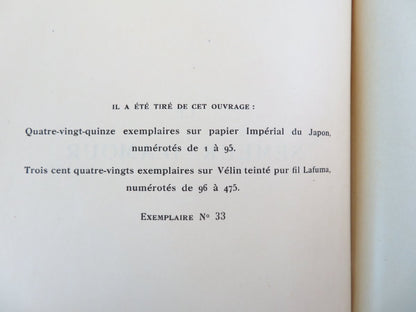 IL A ÉTÉ TIRÉ DE CET OUVRAGE :
Quatre-vingt-quinze exemplaires sur papier Impérial du Japon,
numérotés de 1 à 95.
Trois cent quatre-vingts exemplaires sur Vélin teinté pur fil Lafuma,
numérotés de 96 à 475.
EXEMPLAIRE N° 33